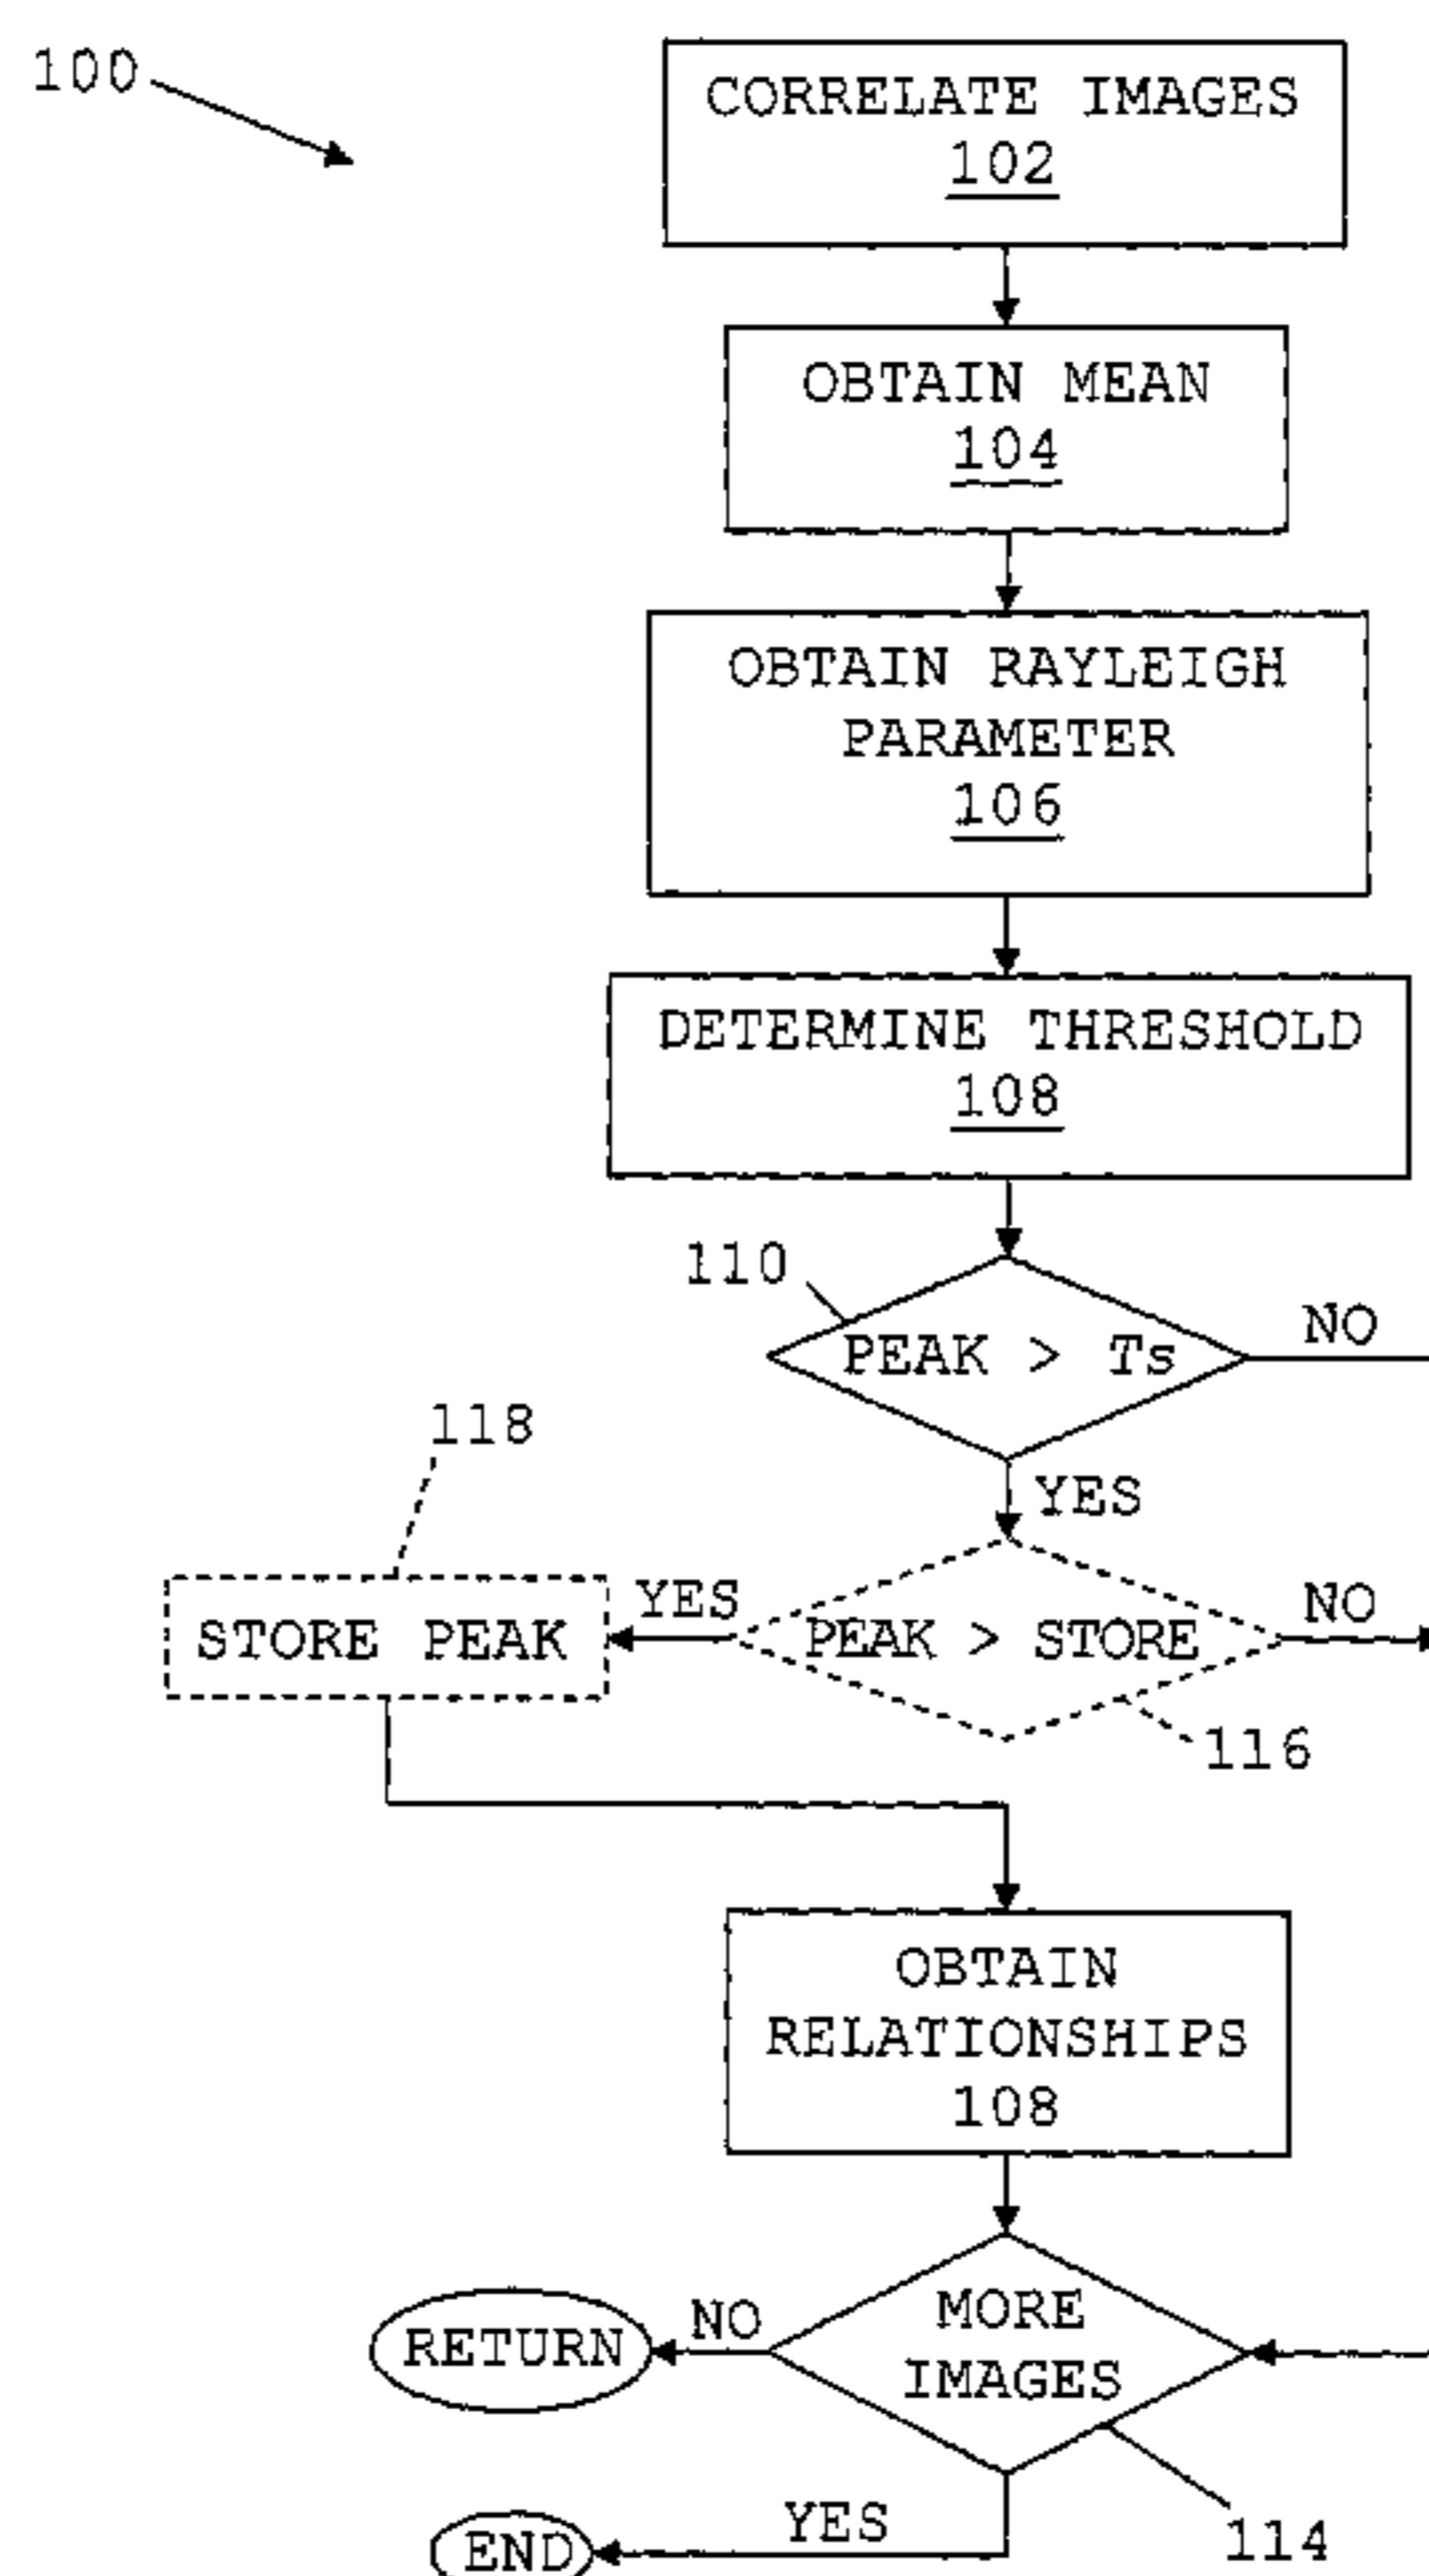 100
CORRELATE IMAGES
102
OBTAIN MEAN
104
OBTAIN RAYLEIGH
PARAMETER
106
DETERMINE THRESHOLD
108
110
PEAK > Ts
NO
YES
118
STORE PEAK
YES
PEAK > STORE
NO
116
OBTAIN
RELATIONSHIPS
108
RETURN
NO
MORE
IMAGES
END
YES
114